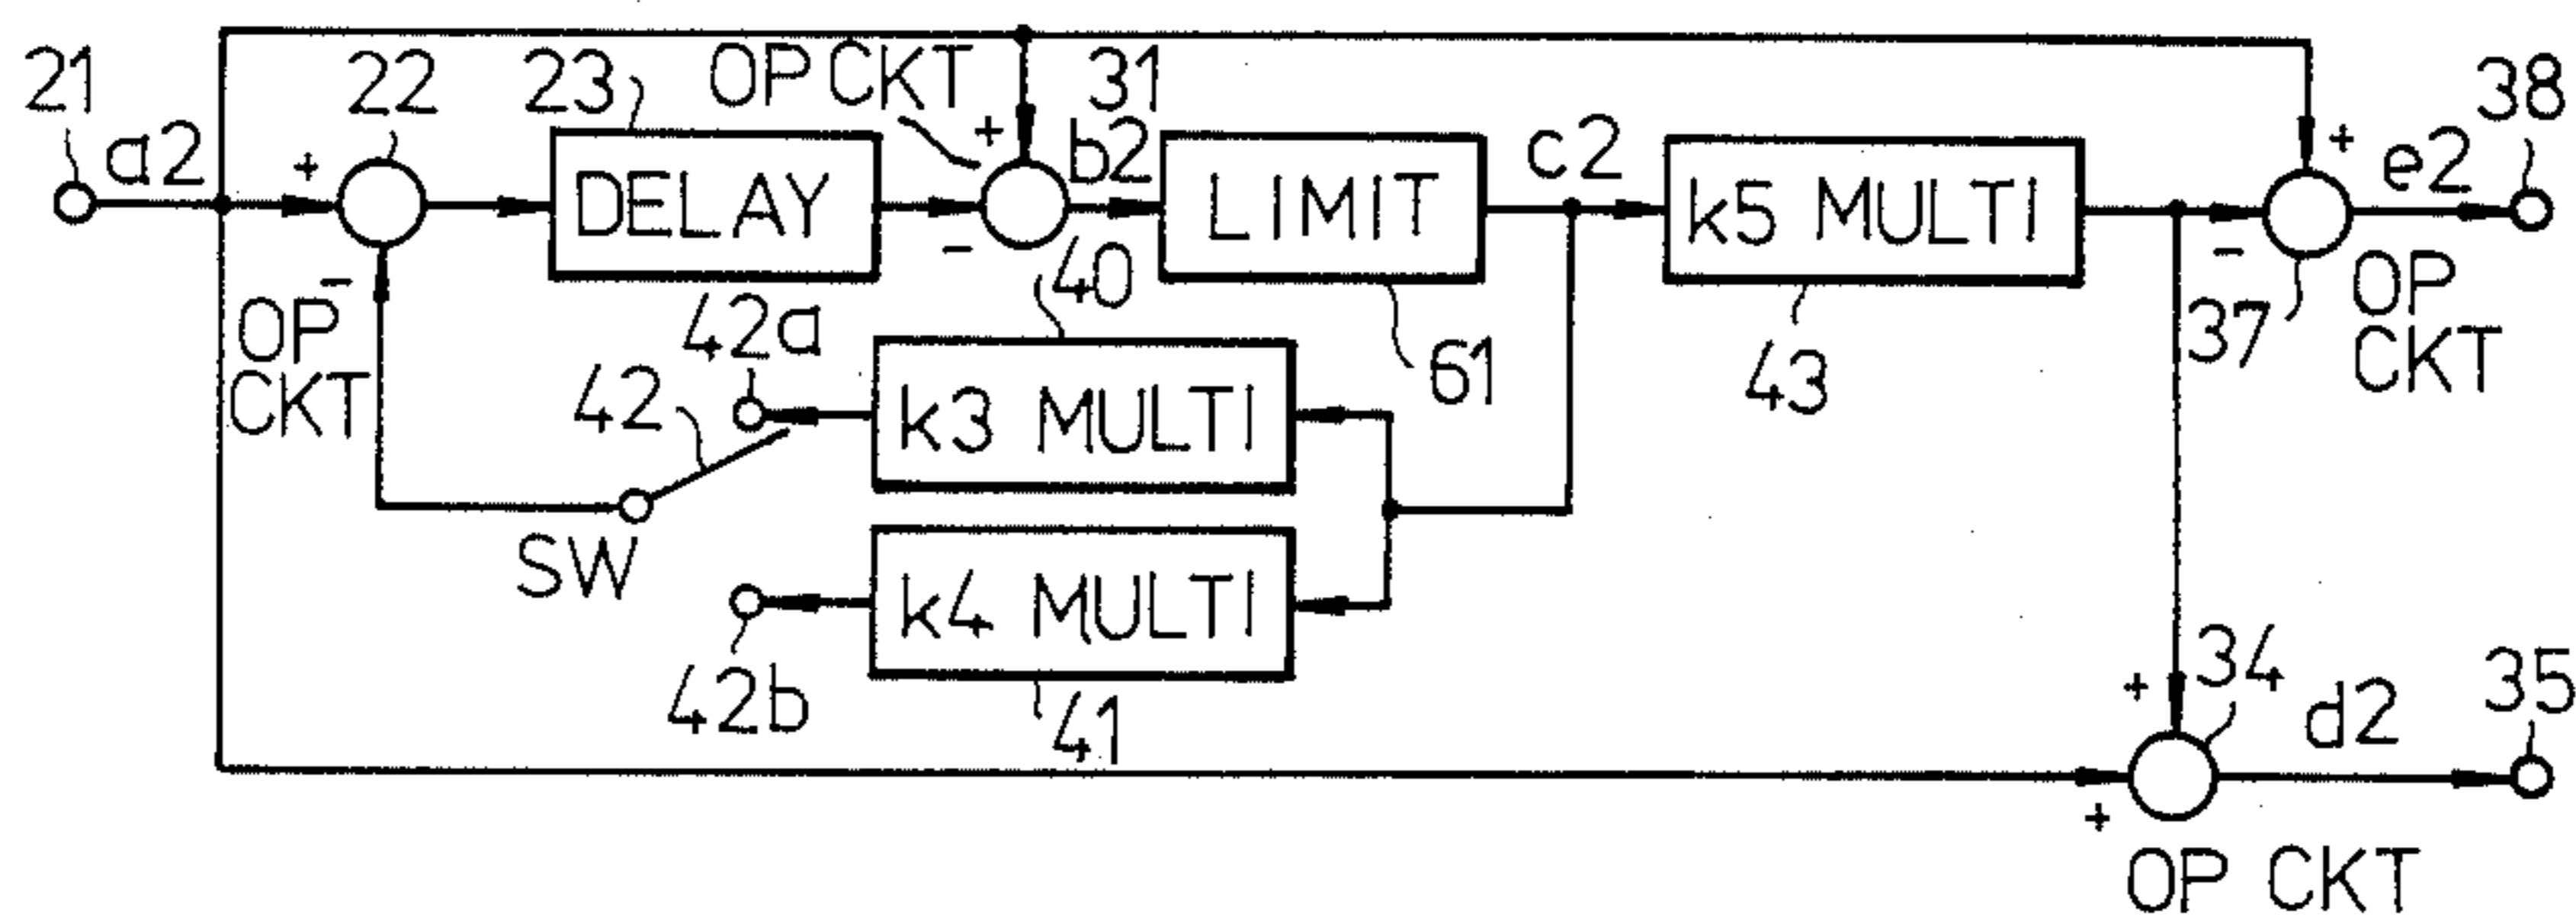 21
a2
+
22
-
OP
CKT
23
DELAY
OP CKT
+
-
31
b2
40
LIMIT
61
c2
k5 MULTI
43
+
-
37
e2
38
OP
CKT
42
42a
k3 MULTI
SW
42b
k4 MULTI
41
+
+
34
d2
35
OP CKT